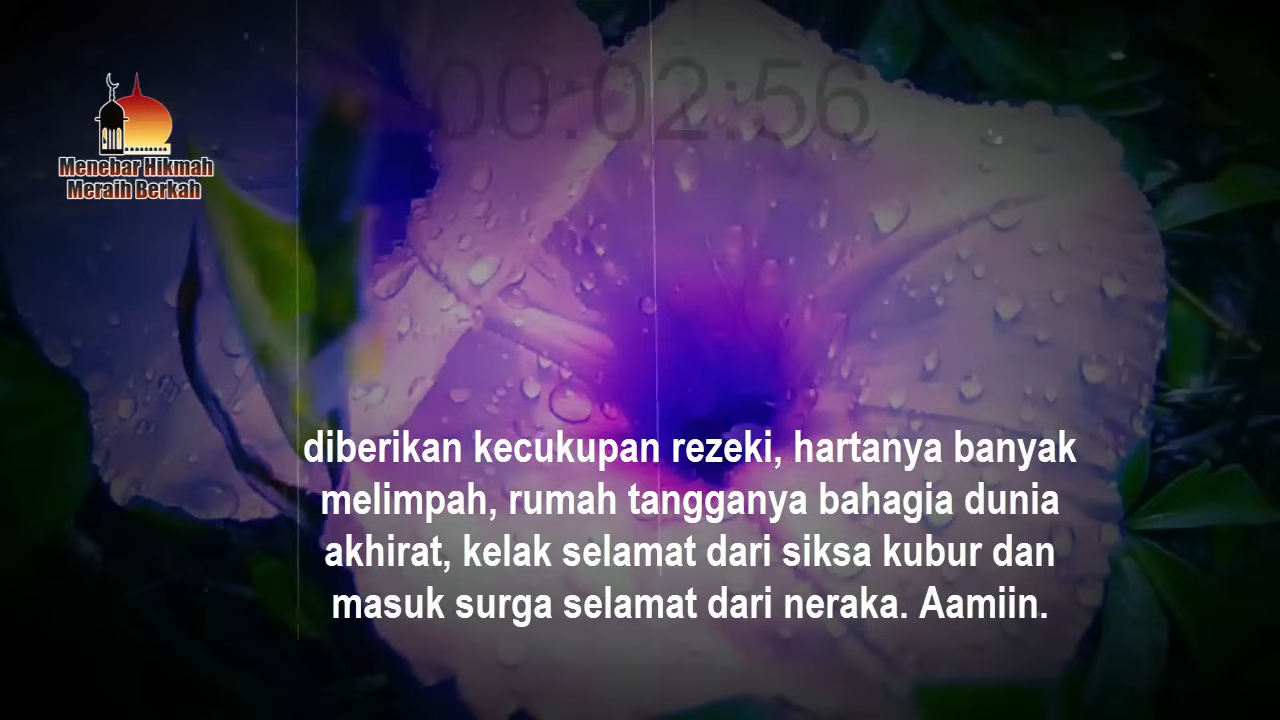 00:02:56
Menebar Hikmah
Meraih Berkah
diberikan kecukupan rezeki, hartanya banyak
melimpah, rumah tangganya bahagia dunia
akhirat, kelak selamat dari siksa kubur dan
masuk surga selamat dari neraka. Aamiin.